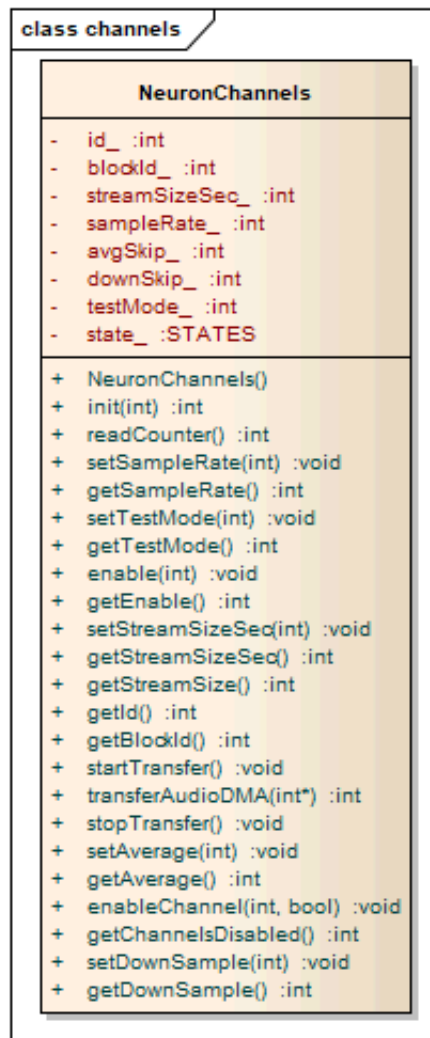 class channels
NeuronChannels
- id_ :int
- blockId_ :int
- streamSizeSec_ :int
- sampleRate_ :int
- avgSkip_ :int
- downSkip_ :int
- testMode_ :int
- state_ :STATES
+ NeuronChannels()
+ init(int) :int
+ readCounter() :int
+ setSampleRate(int) :void
+ getSampleRate() :int
+ setTestMode(int) :void
+ getTestMode() :int
+ enable(int) :void
+ getEnable() :int
+ setStreamSizeSec(int) :void
+ getStreamSizeSec() :int
+ getStreamSize() :int
+ getId() :int
+ getBlockId() :int
+ startTransfer() :void
+ transferAudioDMA(int*) :int
+ stopTransfer() :void
+ setAverage(int) :void
+ getAverage() :int
+ enableChannel(int, bool) :void
+ getChannelsDisabled() :int
+ setDownSample(int) :void
+ getDownSample() :int